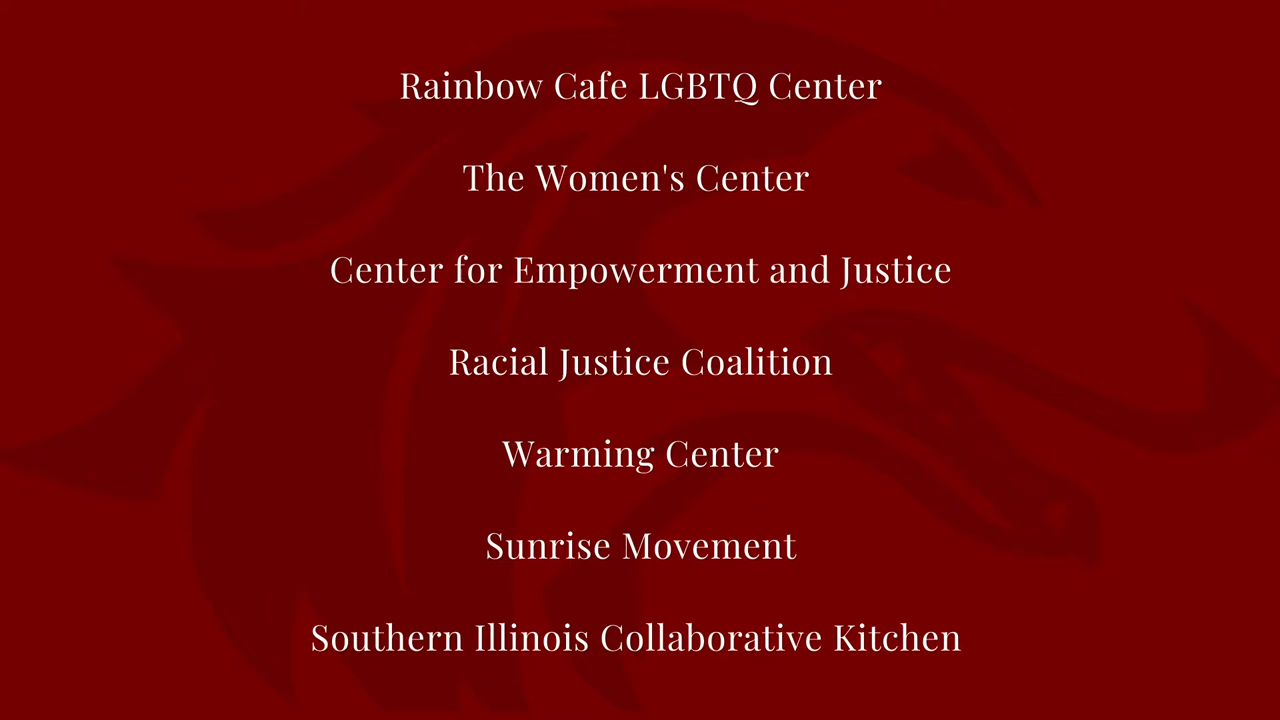 Rainbow Cafe LGBTQ Center
The Women's Center
Center for Empowerment and Justice
Racial Justice Coalition
Warming Center
Sunrise Movement
Southern Illinois Collaborative Kitchen